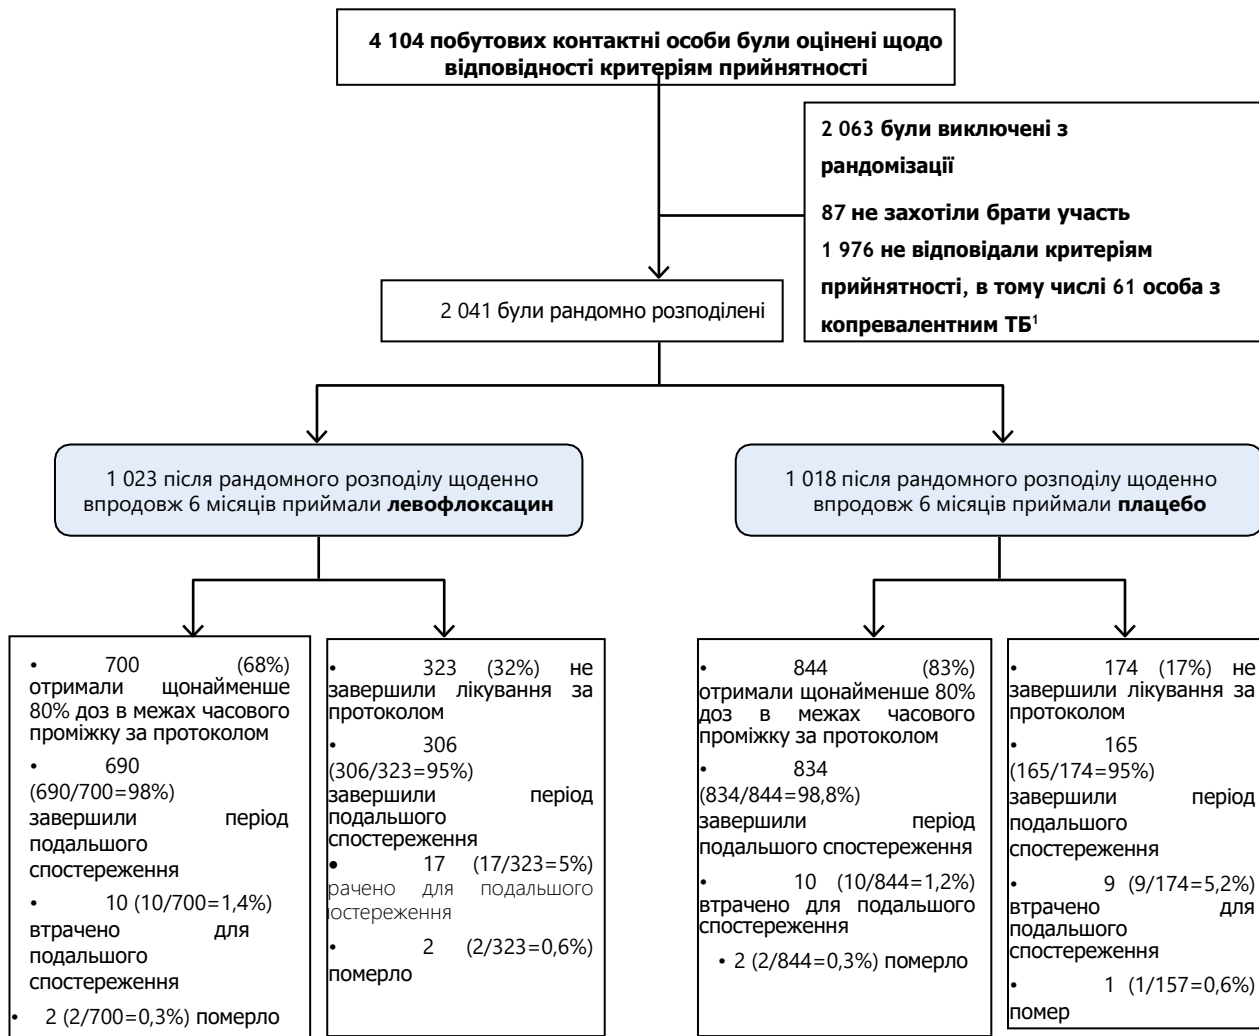 4 104 побутових контактні особи були оцінені щодо
відповідності критеріям прийнятності
2 063 були виключені з
рандомізації
87 не захотіли брати участь
1 976 не відповідали критеріям
прийнятності, в тому числі 61 особа з
копревалентним ТБ¹
2 041 були рандомно розподілені
1 023 після рандомного розподілу щоденно
впродовж 6 місяців приймали левофлоксацин
1 018 після рандомного розподілу щоденно
впродовж 6 місяців приймали плацебо
• 700 (68%)
отримали щонайменше
80% доз в межах часового
проміжку за протоколом
• 690
(690/700=98%)
завершили період
подальшого
спостереження
• 10 (10/700=1,4%)
втрачено для
подальшого
спостереження
• 2 (2/700=0,3%) померло
• 323 (32%) не
завершили лікування за
протоколом
• 306
(306/323=95%)
завершили період
подальшого
спостереження
• 17 (17/323=5%)
рачено для подальшого
остереження
• 2 (2/323=0,6%)
померло
• 844 (83%)
отримали щонайменше 80%
доз в межах часового
проміжку за протоколом
• 834
(834/844=98,8%)
завершили період
подальшого спостереження
• 10 (10/844=1,2%)
втрачено для подальшого
спостереження
• 2 (2/844=0,3%) померло
• 174 (17%) не
завершили лікування за
протоколом
• 165
(165/174=95%)
завершили період
подальшого
спостереження
• 9 (9/174=5,2%)
втрачено для
подальшого
спостереження
• 1 (1/157=0,6%)
помер